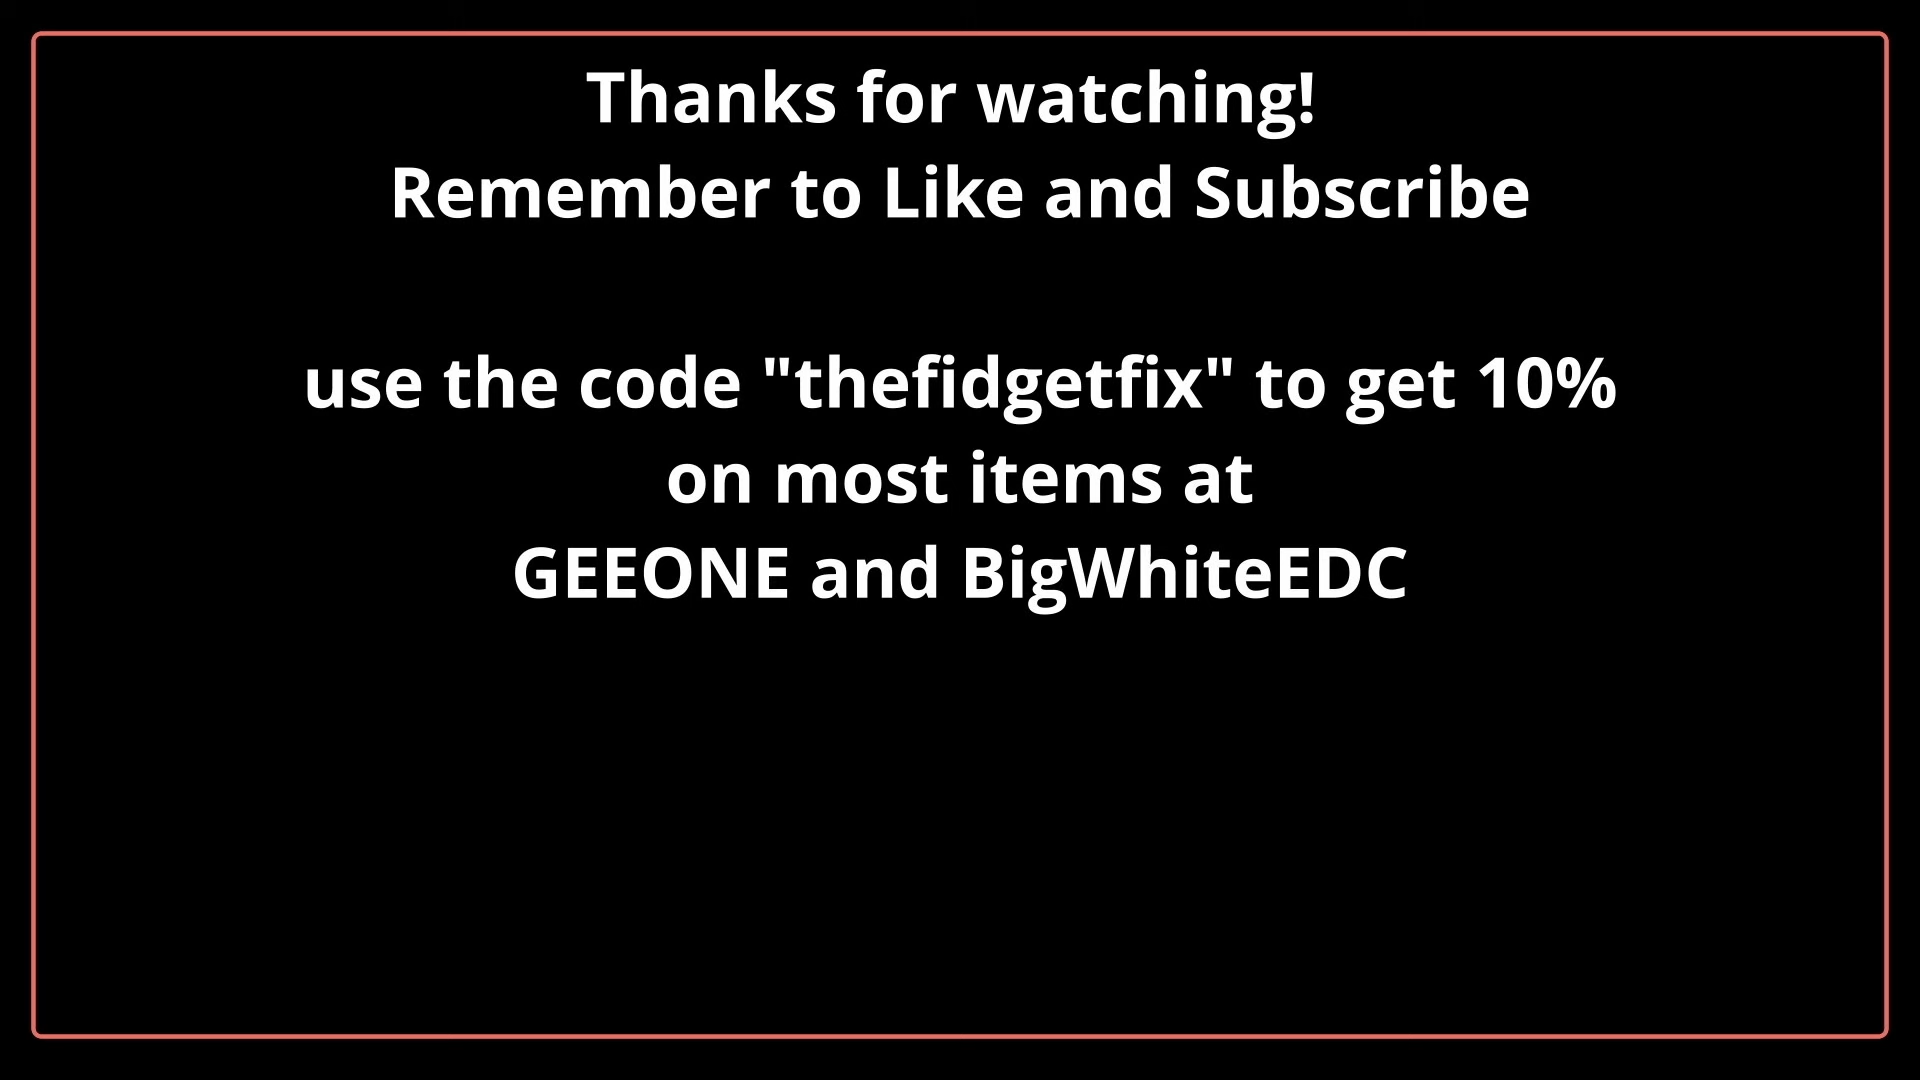 Thanks for watching!
Remember to Like and Subscribe
use the code "thefidgetfix" to get 10%
on most items at
GEEONE and BigWhiteEDC